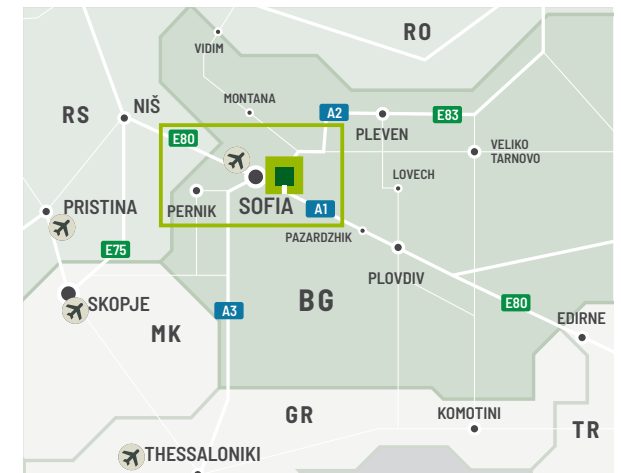 RO
VIDIM
MONTANA
NIŠ
RS
A2
E83
PLEVEN
E80
VELIKO
TARNOVO
LOVECH
PRISTINA
PERNIK
SOFIA
A1
PAZARDZHIK
E75
PLOVDIV
SKOPJE
BG
E80
A3
EDIRNE
MK
GR
KOMOTINI
TR
THESSALONIKI